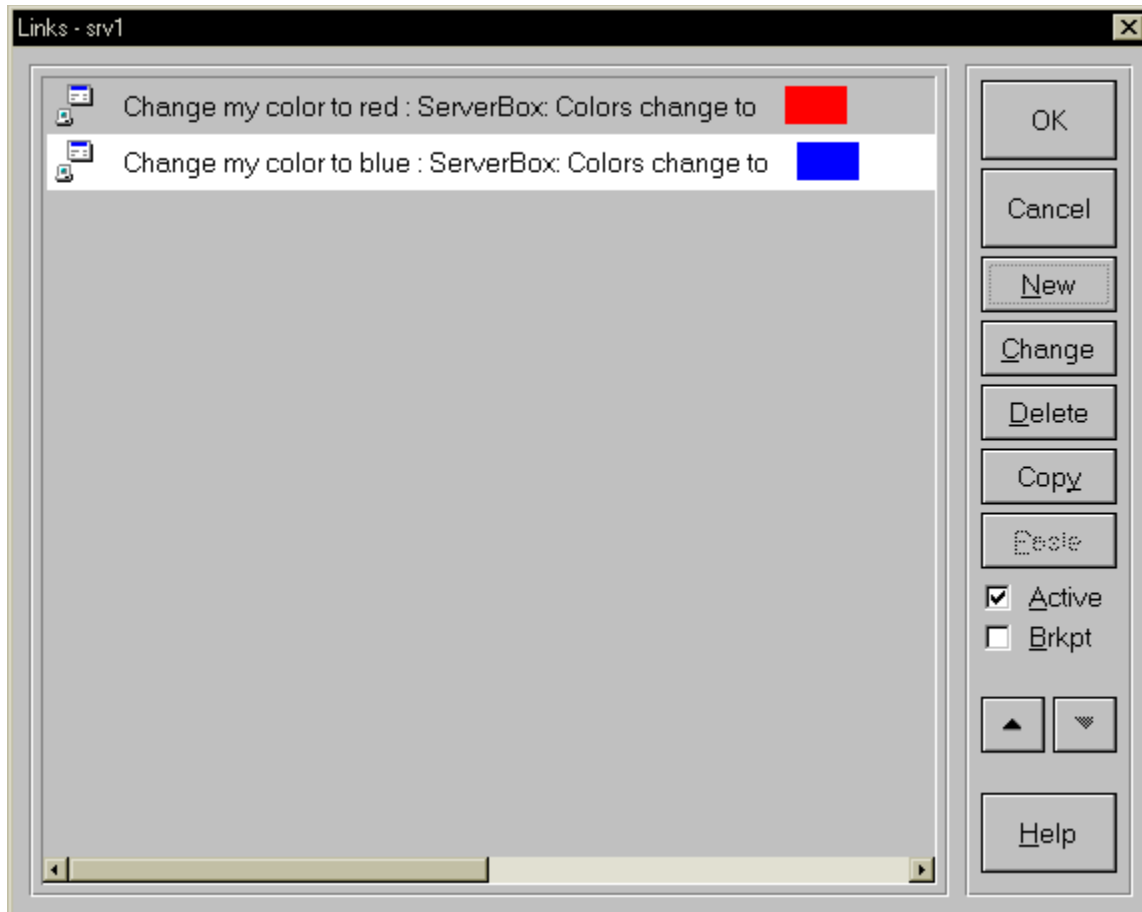 Links - srv1
Change my color to red : ServerBox: Colors change to
Change my color to blue : ServerBox: Colors change to
OK
Cancel
New
Change
Delete
Copy
Paste
Active
Brkpt
Help